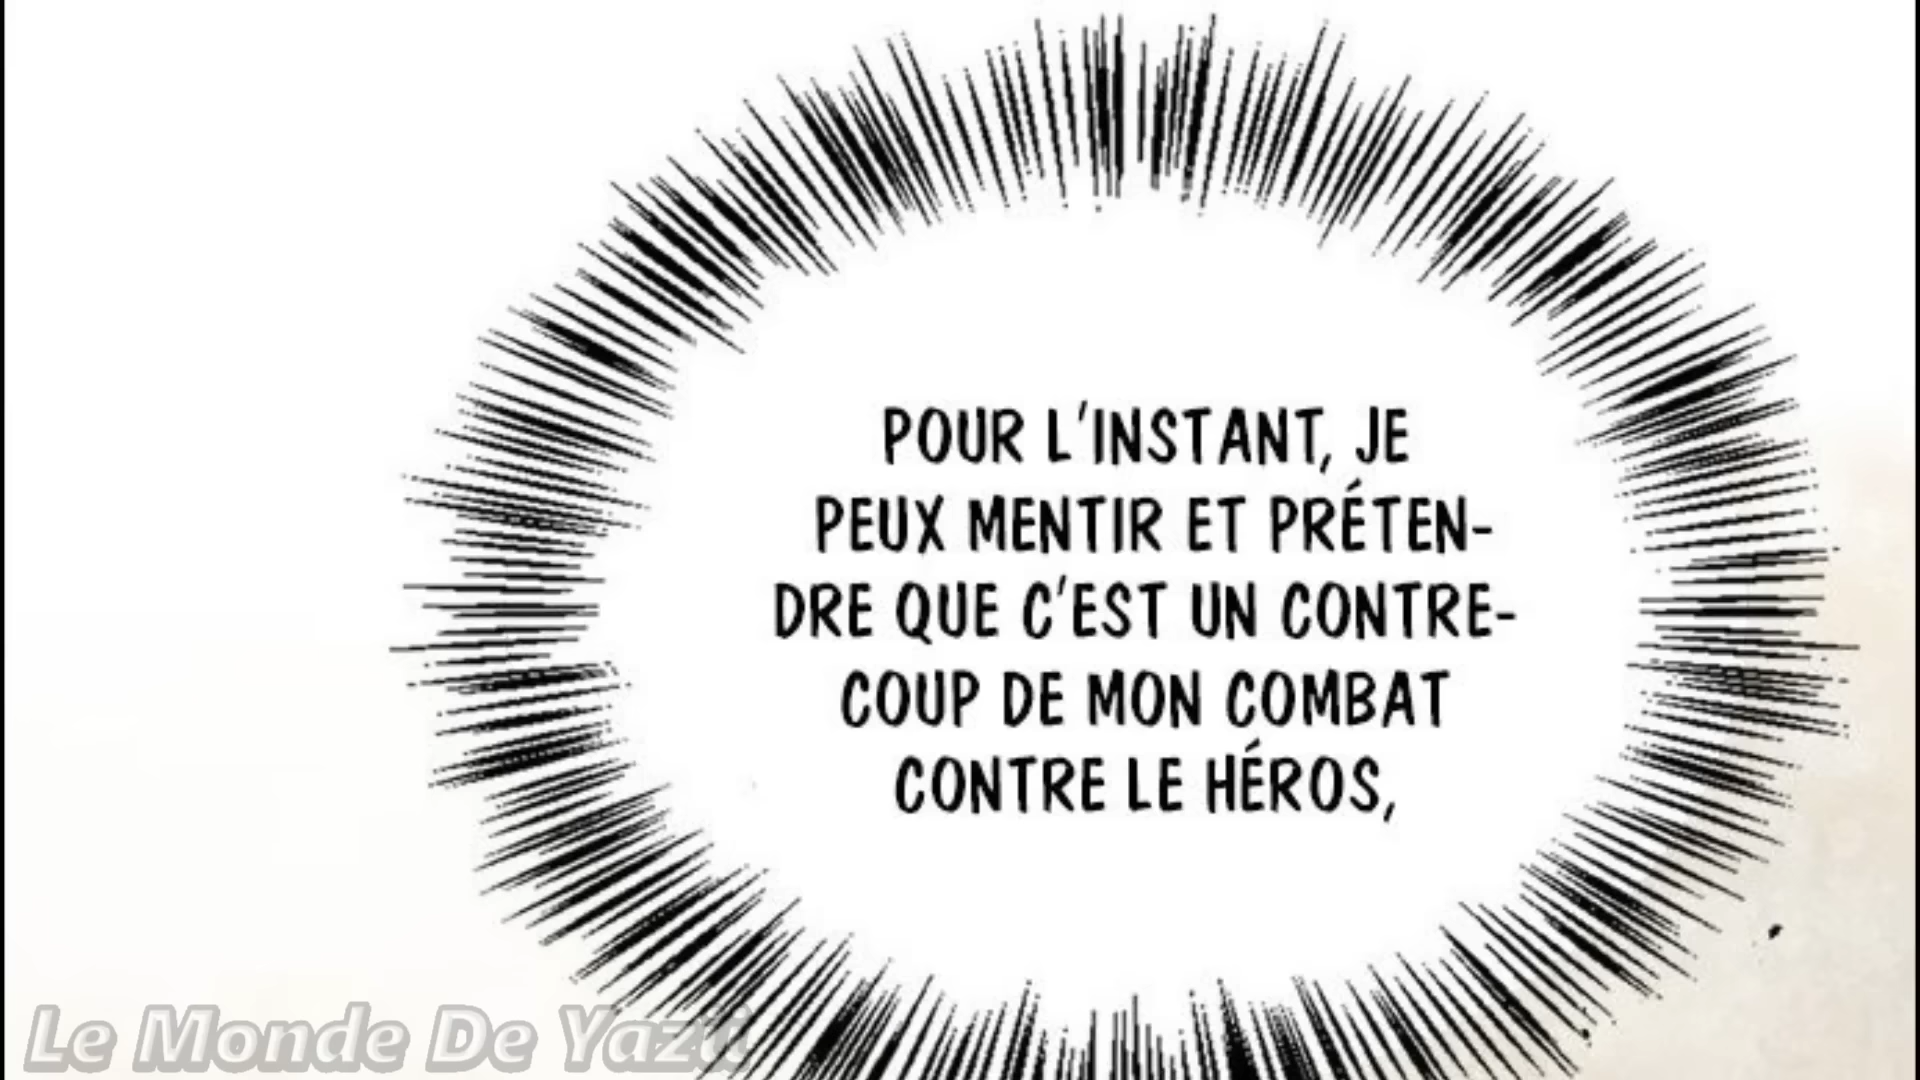 POUR L'INSTANT, JE
PEUX MENTIR ET PRÉTEN-
DRE QUE C'EST UN CONTRE-
COUP DE MON COMBAT
CONTRE LE HÉROS,
Le Monde De